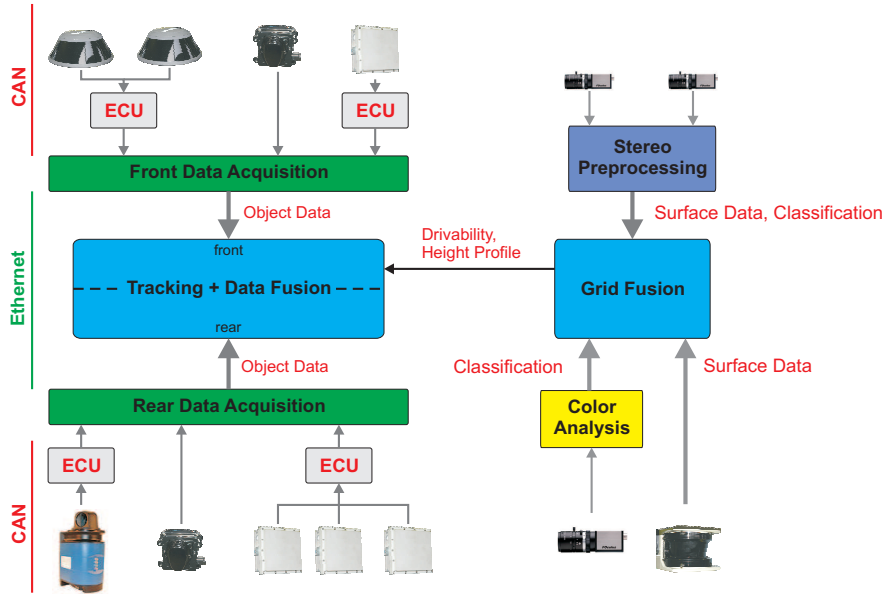 CAN
ECU
ECU
Front Data Acquisition
Stereo
Preprocessing
Object Data
Surface Data, Classification
Ethernet
front
Tracking + Data Fusion
rear
Drivability,
Height Profile
Grid Fusion
Object Data
Classification
Surface Data
Rear Data Acquisition
Color
Analysis
CAN
ECU
ECU